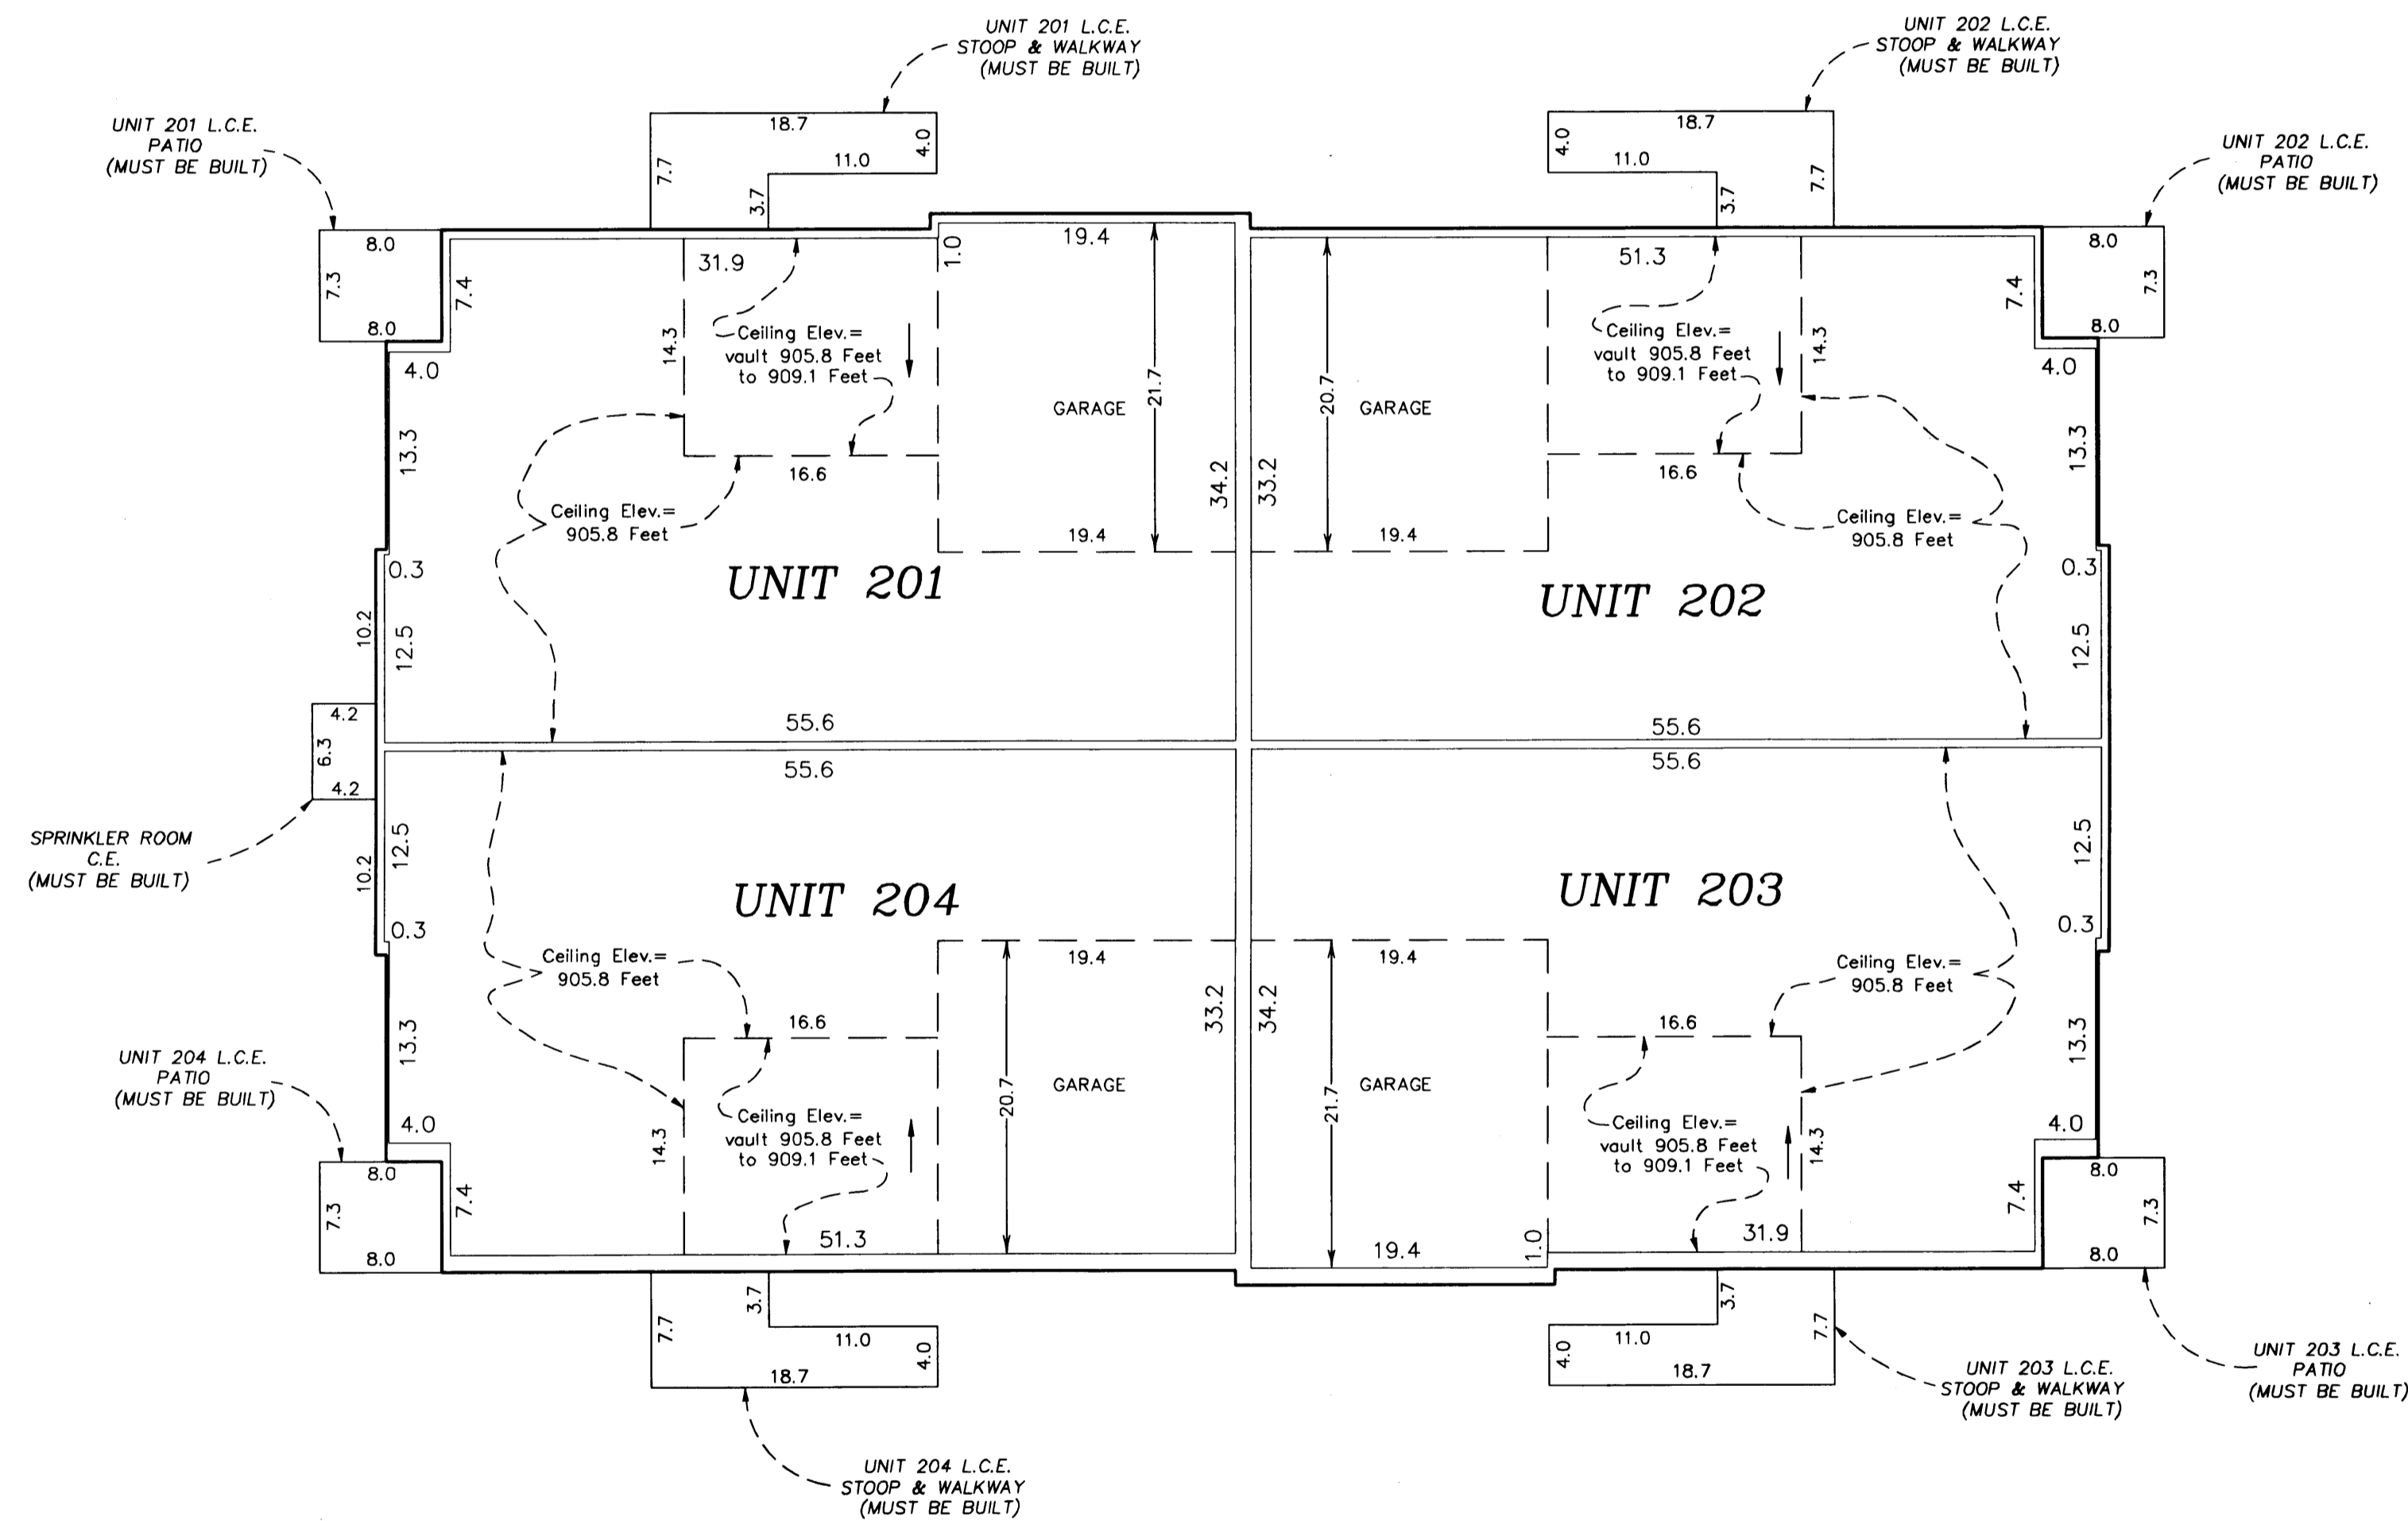 UNIT 201 L.C.E.
STOOP & WALKWAY
(MUST BE BUILT)
UNIT 202 L.C.E.
STOOP & WALKWAY
(MUST BE BUILT)
UNIT 201 L.C.E.
PATIO
(MUST BE BUILT)
UNIT 202 L.C.E.
PATIO
(MUST BE BUILT)
18.7
4.0
11.0
7.7
3.7
18.7
4.0
11.0
7.7
3.7
8.0
7.3
8.0
7.4
31.9
1.0
19.4
51.3
7.4
8.0
7.3
8.0
14.3
Ceiling Elev.=
vault 905.8 Feet
to 909.1 Feet
21.7
20.7
Ceiling Elev.=
vault 905.8 Feet
to 909.1 Feet
14.3
4.0
4.0
GARAGE
GARAGE
13.3
16.6
34.2
33.2
16.6
13.3
Ceiling Elev.=
905.8 Feet
19.4
19.4
Ceiling Elev.=
905.8 Feet
0.3
UNIT 201
UNIT 202
0.3
10.2
12.5
12.5
4.2
6.3
4.2
55.6
55.6
55.6
55.6
SPRINKLER ROOM
C.E.
(MUST BE BUILT)
10.2
12.5
12.5
UNIT 204
UNIT 203
0.3
0.3
Ceiling Elev.=
905.8 Feet
19.4
19.4
Ceiling Elev.=
905.8 Feet
13.3
16.6
33.2
34.2
16.6
13.3
UNIT 204 L.C.E.
PATIO
(MUST BE BUILT)
GARAGE
GARAGE
4.0
14.3
Ceiling Elev.=
vault 905.8 Feet
to 909.1 Feet
20.7
21.7
Ceiling Elev.=
vault 905.8 Feet
to 909.1 Feet
14.3
4.0
8.0
7.3
8.0
7.4
51.3
19.4
1.0
31.9
7.4
8.0
7.3
8.0
3.7
7.7
11.0
4.0
18.7
3.7
7.7
11.0
4.0
18.7
UNIT 203 L.C.E.
PATIO
(MUST BE BUILT)
UNIT 203 L.C.E.
STOOP & WALKWAY
(MUST BE BUILT)
UNIT 204 L.C.E.
STOOP & WALKWAY
(MUST BE BUILT)